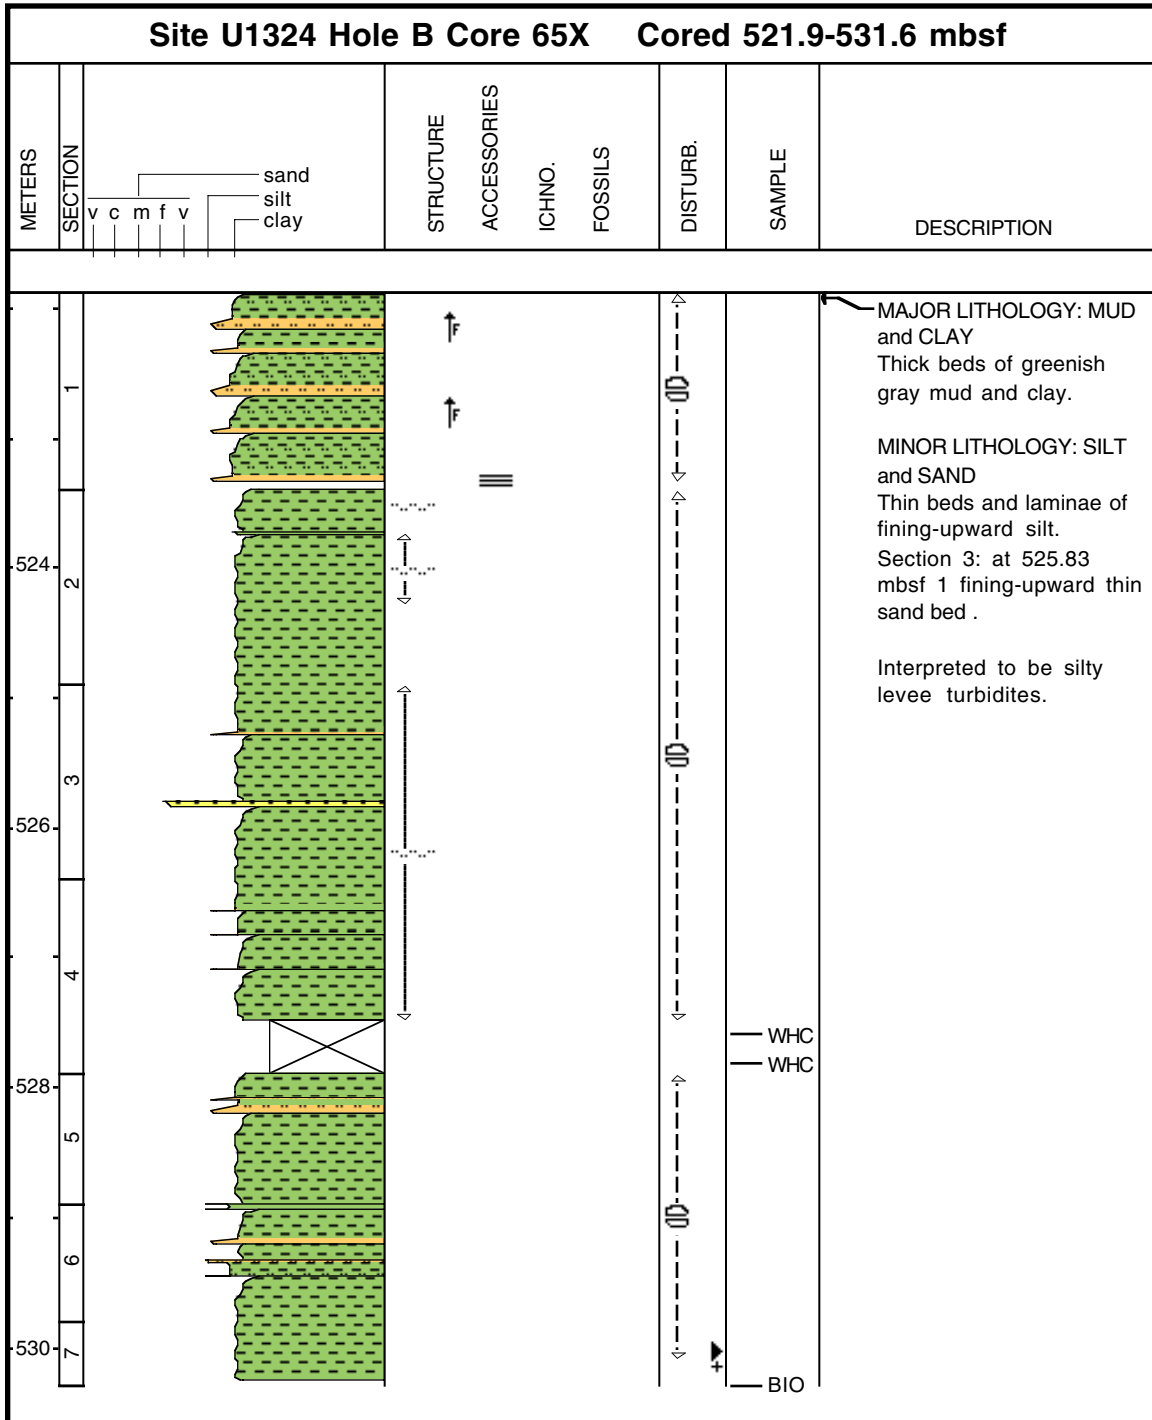 Site U1324 Hole B Core 65X Cored 521.9-531.6 mbsf
METERS
SECTION
v c m f v
sand
silt
clay
STRUCTURE
ACCESSORIES
ICHNO.
FOSSILS
DISTURB.
SAMPLE
DESCRIPTION
1
2
3
4
5
6
7
524
526
528
530
F
F
WHC
WHC
BIO
MAJOR LITHOLOGY: MUD
and CLAY
Thick beds of greenish
gray mud and clay.
MINOR LITHOLOGY: SILT
and SAND
Thin beds and laminae of
fining-upward silt.
Section 3: at 525.83
mbsf 1 fining-upward thin
sand bed .
Interpreted to be silty
levee turbidites.